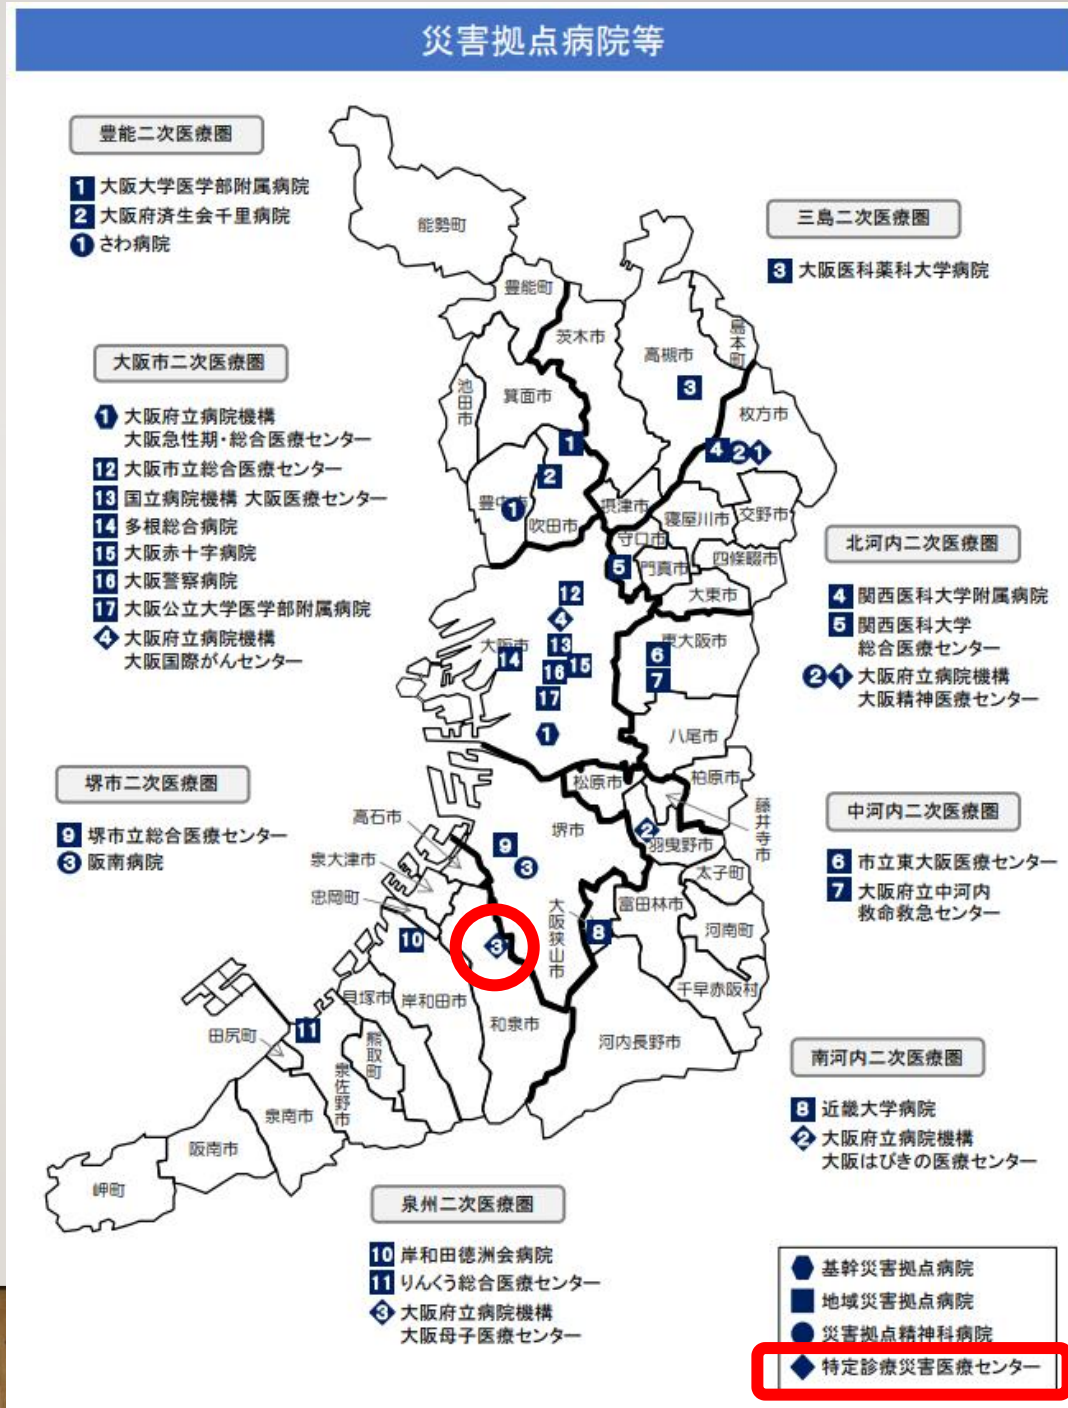 災害拠点病院等
豊能二次医療圏
1 大阪大学医学部附属病院
2 大阪府済生会千里病院
1 さわ病院
三島二次医療圏
3 大阪医科薬科大学病院
大阪市二次医療圏
1 大阪府立病院機構
大阪急性期・総合医療センター
12 大阪市立総合医療センター
13 国立病院機構 大阪医療センター
14 多根総合病院
15 大阪赤十字病院
16 大阪警察病院
17 大阪公立大学医学部附属病院
4 大阪府立病院機構
大阪国際がんセンター
北河内二次医療圏
4 関西医科大学附属病院
5 関西医科大学
総合医療センター
2 1 大阪府立病院機構
大阪精神医療センター
堺市二次医療圏
9 堺市立総合医療センター
3 阪南病院
中河内二次医療圏
6 市立東大阪医療センター
7 大阪府立中河内
救命救急センター
南河内二次医療圏
8 近畿大学病院
2 大阪府立病院機構
大阪はびきの医療センター
泉州二次医療圏
10 岸和田徳洲会病院
11 りんくう総合医療センター
3 大阪府立病院機構
大阪母子医療センター
基幹災害拠点病院
地域災害拠点病院
災害拠点精神科病院
特定診療災害医療センター
能勢町
豊能町
茨木市
高槻市
島本町
3
池田市
箕面市
枚方市
1
4 2 1
2
豊中市
1
吹田市
摂津市
寝屋川市
交野市
守口市
5
門真市
四條畷市
12
大東市
4
大阪市
13
東大阪市
14
15
6
16
7
17
1
八尾市
松原市
柏原市
藤井寺市
高石市
堺市
2
羽曳野市
9
泉大津市
3
太子町
忠岡町
大阪狭山市
富田林市
10
3
8
河南町
千早赤阪村
貝塚市
岸和田市
和泉市
河内長野市
田尻町
11
熊取町
泉佐野市
泉南市
阪南市
岬町